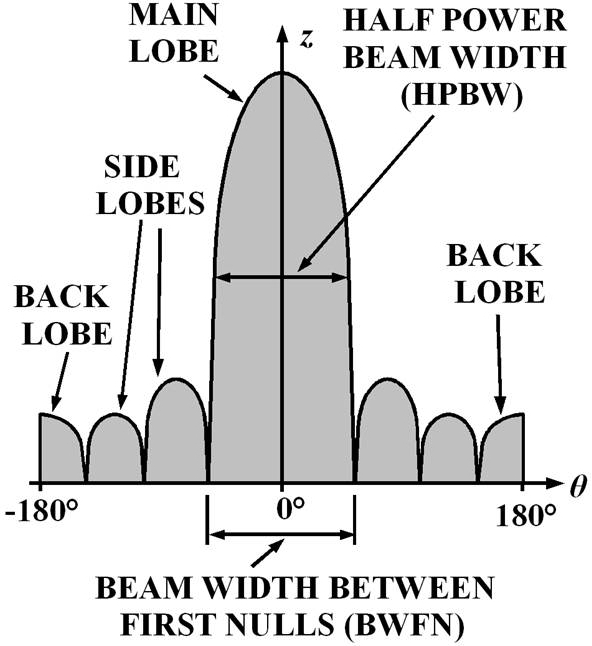 MAIN
LOBE
z
HALF POWER
BEAM WIDTH
(HPBW)
SIDE
LOBES
BACK
LOBE
BACK
LOBE
-180°
0°
180°
θ
BEAM WIDTH BETWEEN
FIRST NULLS (BWFN)